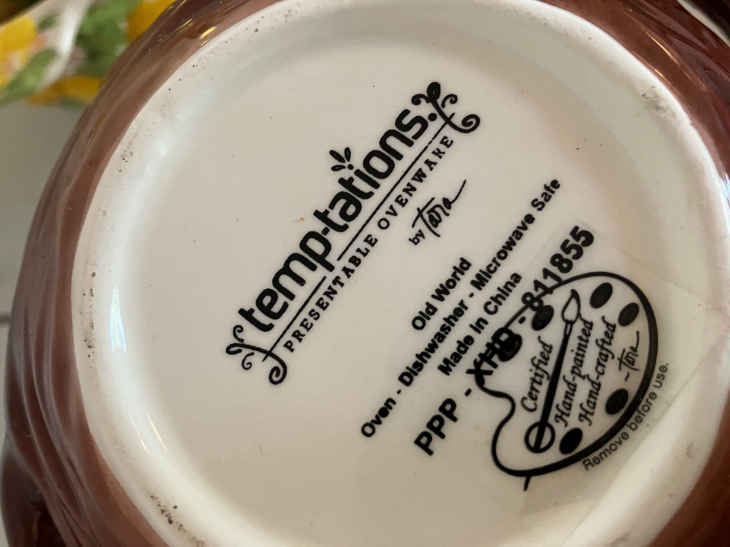 temp-tations.
PRESENTABLE OVENWARE
by Tara
Old World
Oven - Dishwasher - Microwave Safe
Made in China
PPP - XHD - 811855
Certified
Hand-painted
Hand-crafted
- Tara
Remove before use.